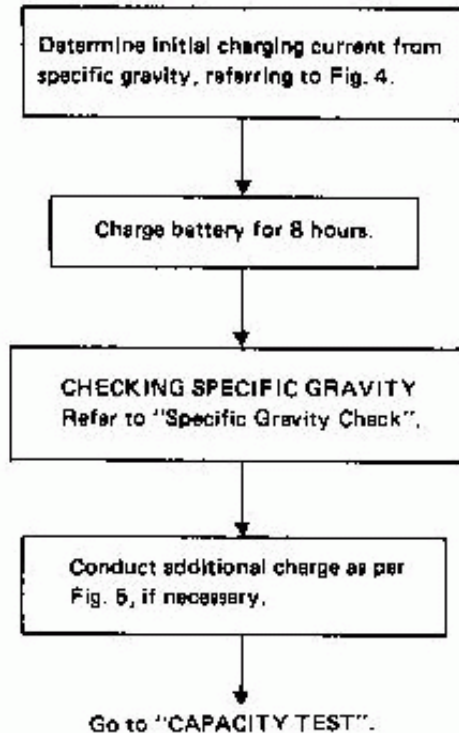 Determine initial charging current from
specific gravity, referring to Fig. 4.
Charge battery for 8 hours.
CHECKING SPECIFIC GRAVITY
Refer to "Specific Gravity Check".
Conduct additional charge as per
Fig. 5, if necessary.
Go to "CAPACITY TEST".